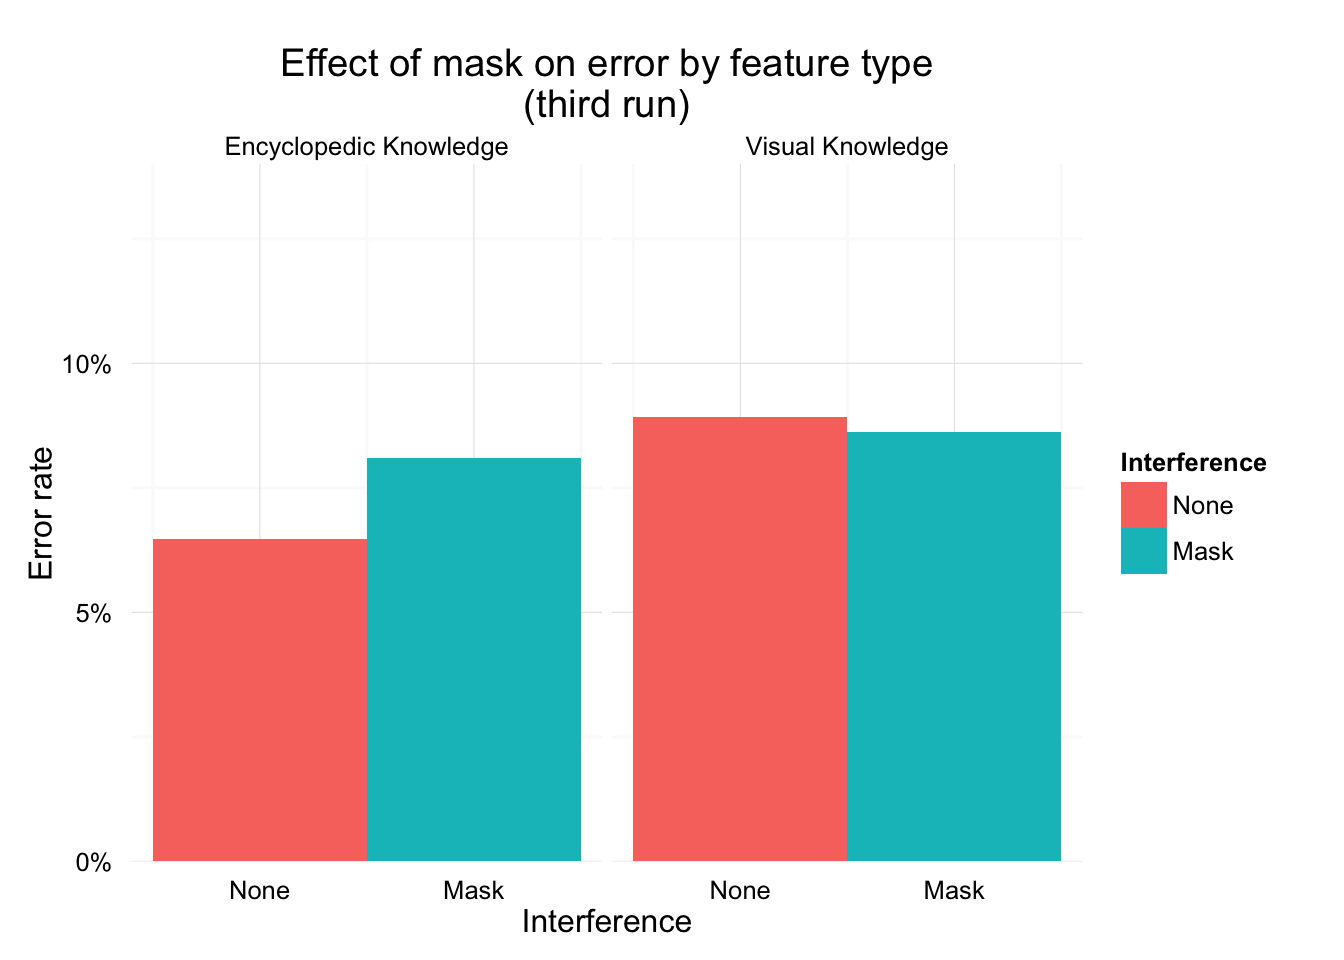 Effect of mask on error by feature type
(third run)
Encyclopedic Knowledge
Visual Knowledge
10%
5%
0%
Error rate
None
Mask
None
Mask
Interference
Interference
None
Mask